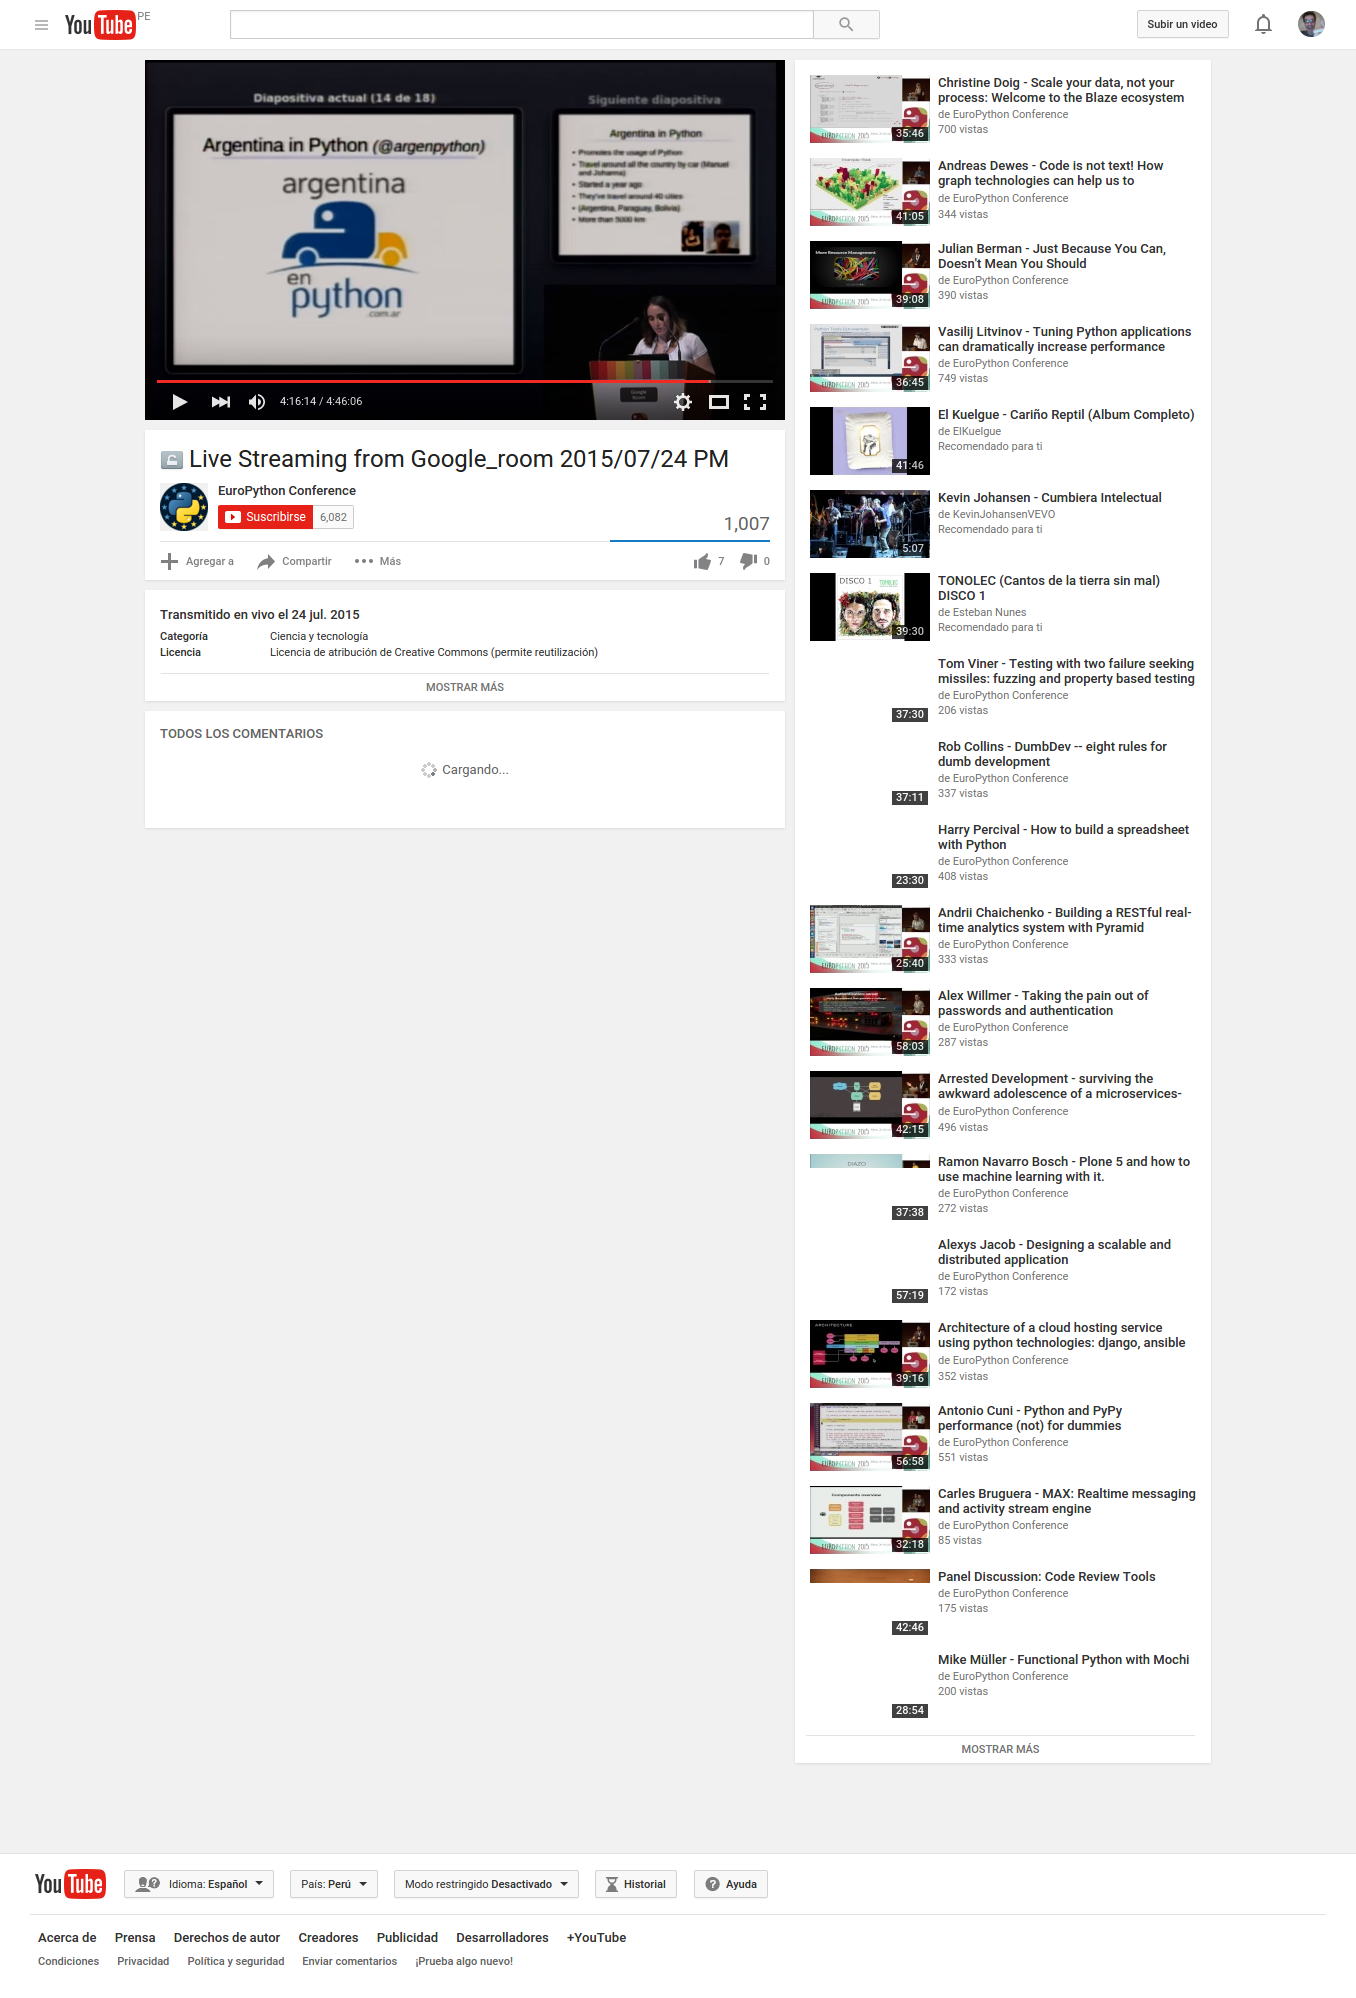 YouTube PE
Subir un video
Diapositiva actual (14 de 18)
Siguiente diapositiva
Argentina in Python (@argenpython)
argentina
en
python
.com.ar
Argentina in Python
• Promotes the usage of Python
• Travel around all the country by car (Manuel
and Johanna)
• Started a year ago
• They've travel around 40 cities
• (Argentina, Paraguay, Bolivia)
• More than 5000 km
Google
Room
4:16:14 / 4:46:06
Live Streaming from Google_room 2015/07/24 PM
EuroPython Conference
Suscribirse 6,082
1,007
Agregar a Compartir Más 7 0
Transmitido en vivo el 24 jul. 2015
Categoría Ciencia y tecnología
Licencia Licencia de atribución de Creative Commons (permite reutilización)
MOSTRAR MÁS
TODOS LOS COMENTARIOS
Cargando...
Christine Doig - Scale your data, not your
process: Welcome to the Blaze ecosystem
de EuroPython Conference
700 vistas
35:46
Andreas Dewes - Code is not text! How
graph technologies can help us to
de EuroPython Conference
344 vistas
41:05
Julian Berman - Just Because You Can,
Doesn't Mean You Should
de EuroPython Conference
390 vistas
39:08
Vasilij Litvinov - Tuning Python applications
can dramatically increase performance
de EuroPython Conference
749 vistas
36:45
El Kuelgue - Cariño Reptil (Album Completo)
de ElKuelgue
Recomendado para ti
41:46
Kevin Johansen - Cumbiera Intelectual
de KevinJohansenVEVO
Recomendado para ti
5:07
DISCO 1
TONOLEC
TONOLEC (Cantos de la tierra sin mal)
DISCO 1
de Esteban Nunes
Recomendado para ti
39:30
Tom Viner - Testing with two failure seeking
missiles: fuzzing and property based testing
de EuroPython Conference
206 vistas
37:30
Rob Collins - DumbDev -- eight rules for
dumb development
de EuroPython Conference
337 vistas
37:11
Harry Percival - How to build a spreadsheet
with Python
de EuroPython Conference
408 vistas
23:30
Andrii Chaichenko - Building a RESTful real-
time analytics system with Pyramid
de EuroPython Conference
333 vistas
25:40
Alex Willmer - Taking the pain out of
passwords and authentication
de EuroPython Conference
287 vistas
58:03
Arrested Development - surviving the
awkward adolescence of a microservices-
de EuroPython Conference
496 vistas
42:15
DIAZO
Ramon Navarro Bosch - Plone 5 and how to
use machine learning with it.
de EuroPython Conference
272 vistas
37:38
Alexys Jacob - Designing a scalable and
distributed application
de EuroPython Conference
172 vistas
57:19
ARCHITECTURE
Architecture of a cloud hosting service
using python technologies: django, ansible
de EuroPython Conference
352 vistas
39:16
Antonio Cuni - Python and PyPy
performance (not) for dummies
de EuroPython Conference
551 vistas
56:58
Components overview
Carles Bruguera - MAX: Realtime messaging
and activity stream engine
de EuroPython Conference
85 vistas
32:18
Panel Discussion: Code Review Tools
de EuroPython Conference
175 vistas
42:46
Mike Müller - Functional Python with Mochi
de EuroPython Conference
200 vistas
28:54
MOSTRAR MÁS
YouTube Idioma: Español País: Perú Modo restringido Desactivado Historial Ayuda
Acerca de Prensa Derechos de autor Creadores Publicidad Desarrolladores +YouTube
Condiciones Privacidad Política y seguridad Enviar comentarios ¡Prueba algo nuevo!